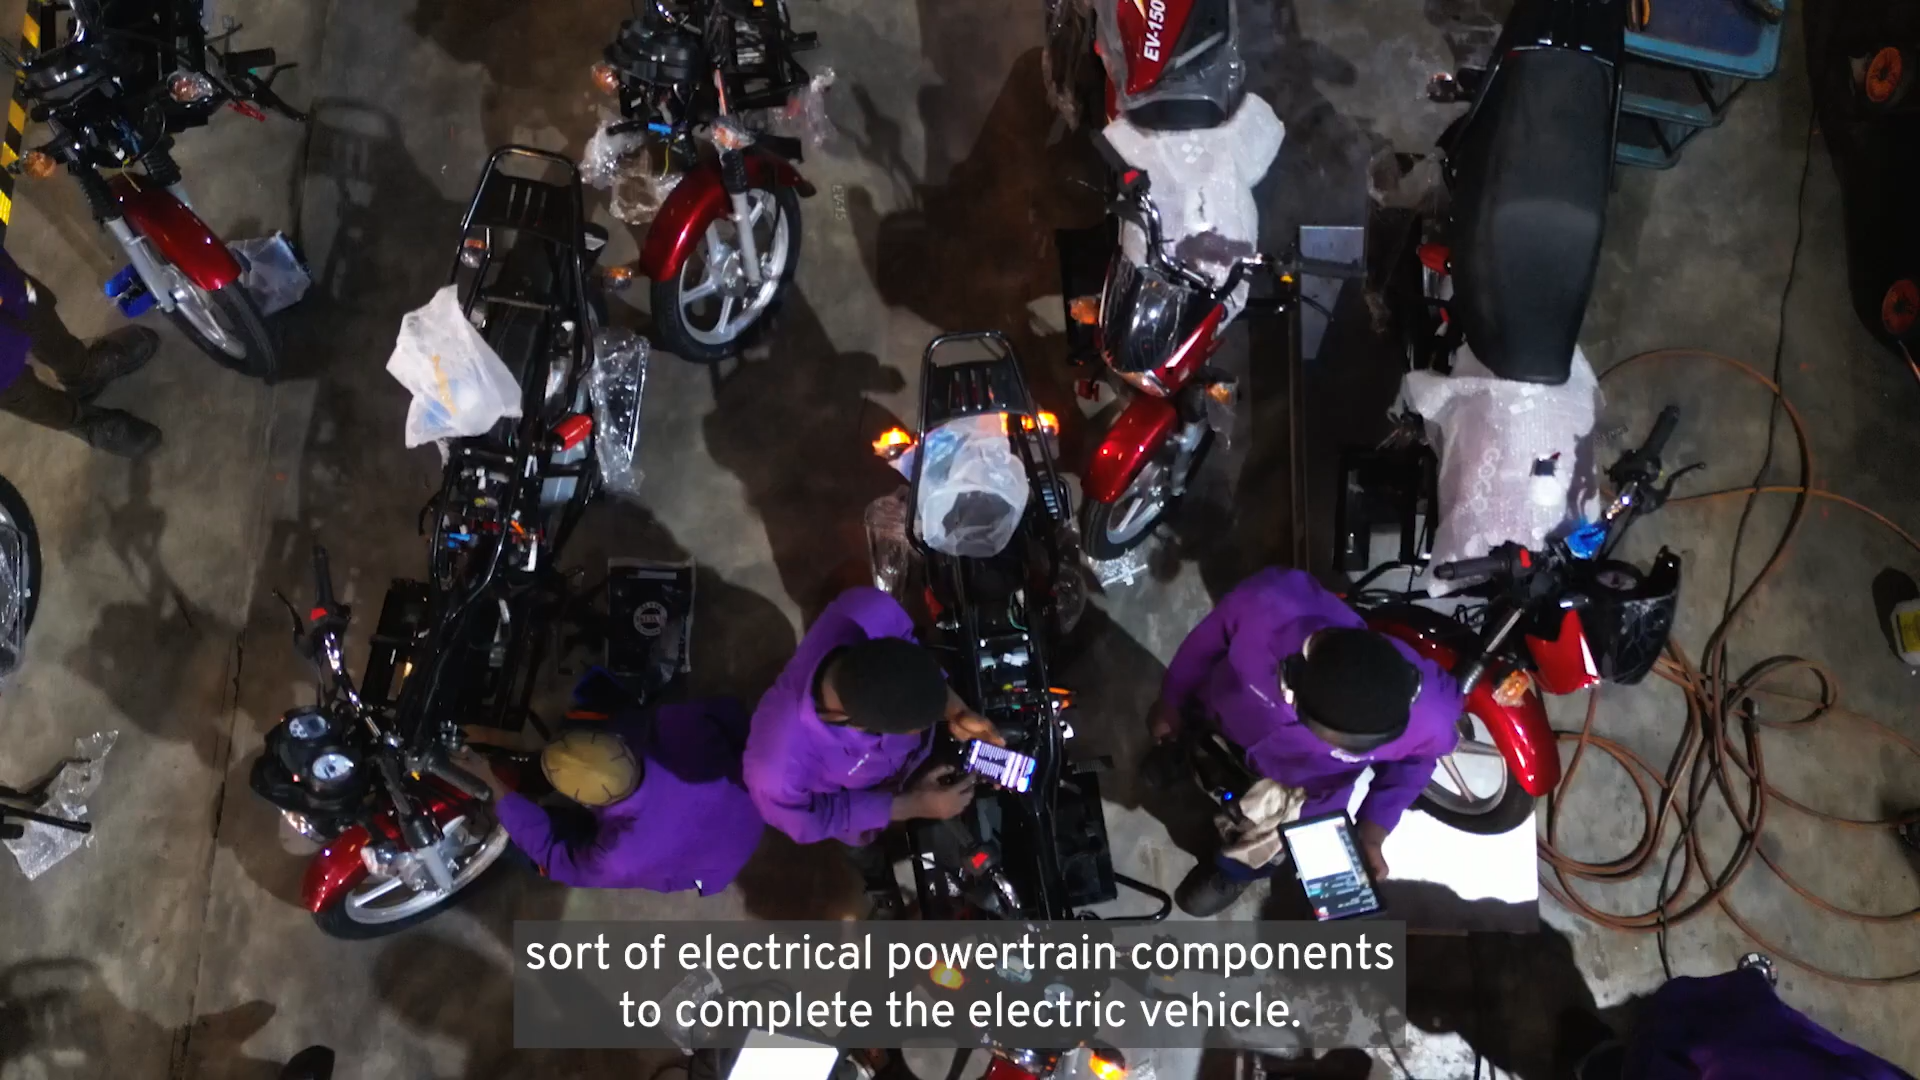 EV-150
sort of electrical powertrain components
to complete the electric vehicle.